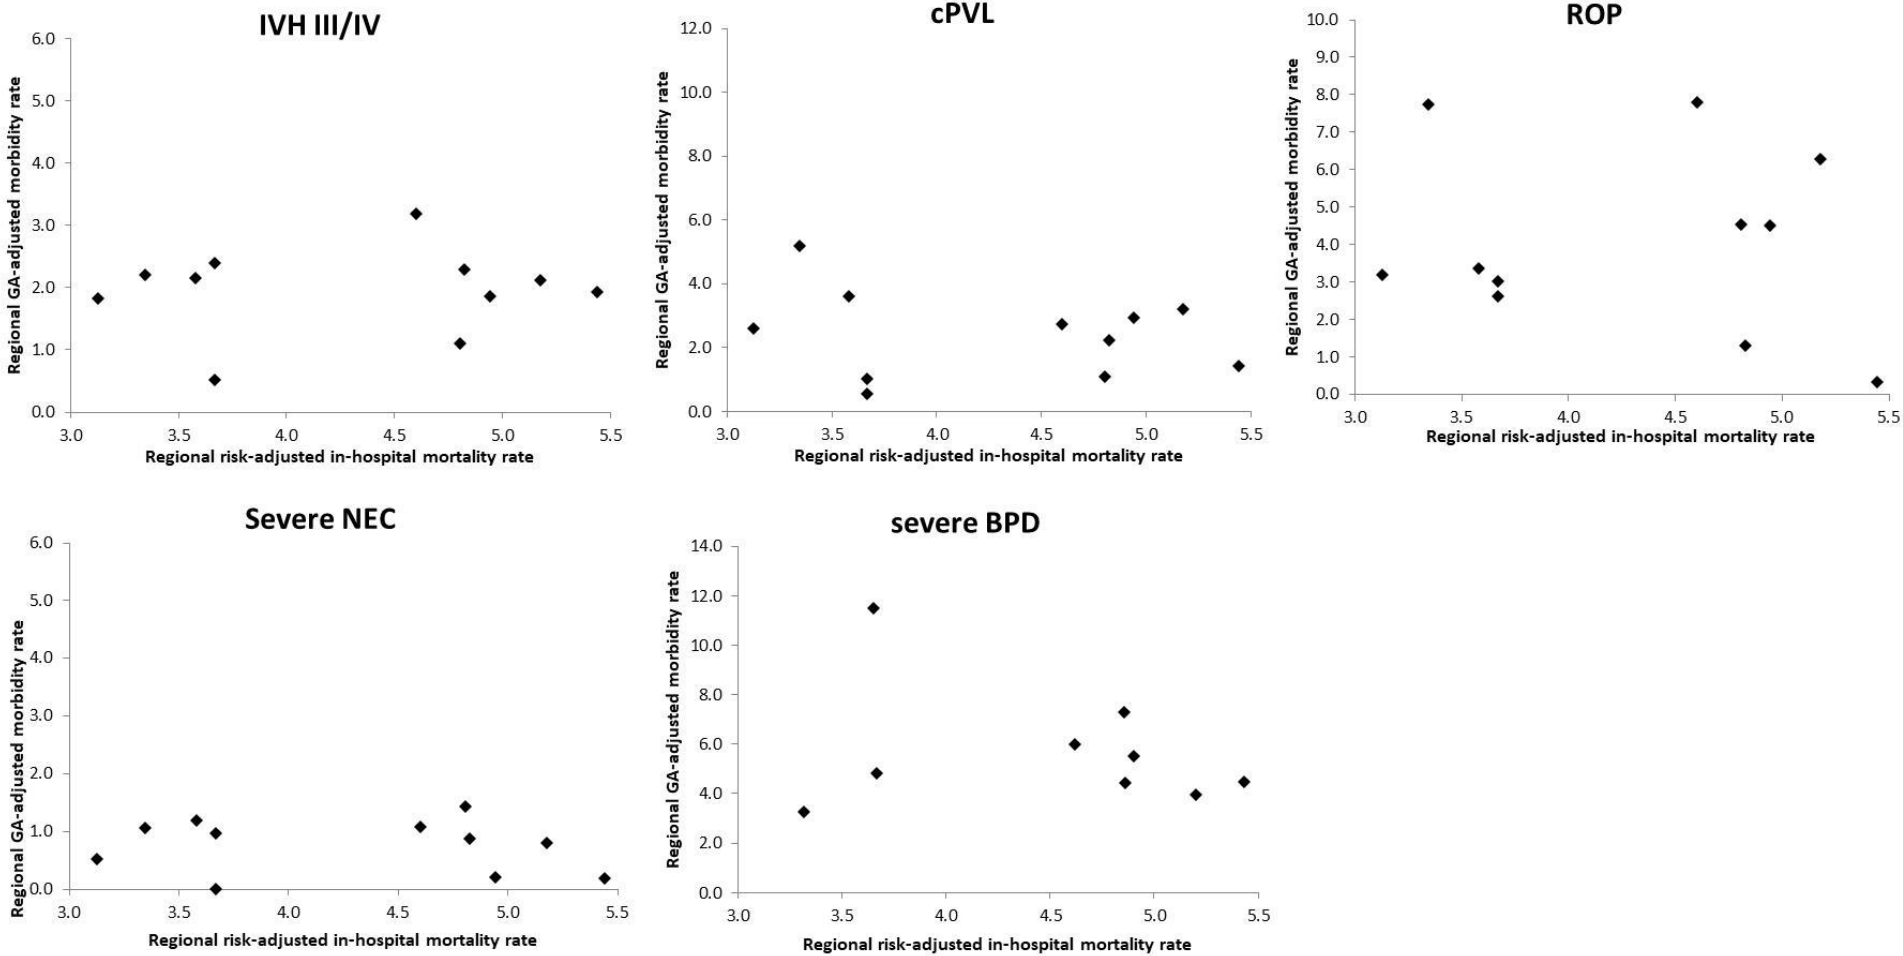 IVH III/IV
Regional GA-adjusted morbidity rate
6.0
5.0
4.0
3.0
2.0
1.0
0.0
3.0 3.5 4.0 4.5 5.0 5.5
Regional risk-adjusted in-hospital mortality rate
cPVL
Regional GA-adjusted morbidity rate
12.0
10.0
8.0
6.0
4.0
2.0
0.0
3.0 3.5 4.0 4.5 5.0 5.5
Regional risk-adjusted in-hospital mortality rate
ROP
Regional GA-adjusted morbidity rate
10.0
9.0
8.0
7.0
6.0
5.0
4.0
3.0
2.0
1.0
0.0
3.0 3.5 4.0 4.5 5.0 5.5
Regional risk-adjusted in-hospital mortality rate
Severe NEC
Regional GA-adjusted morbidity rate
6.0
5.0
4.0
3.0
2.0
1.0
0.0
3.0 3.5 4.0 4.5 5.0 5.5
Regional risk-adjusted in-hospital mortality rate
severe BPD
Regional GA-adjusted morbidity rate
14.0
12.0
10.0
8.0
6.0
4.0
2.0
0.0
3.0 3.5 4.0 4.5 5.0 5.5
Regional risk-adjusted in-hospital mortality rate